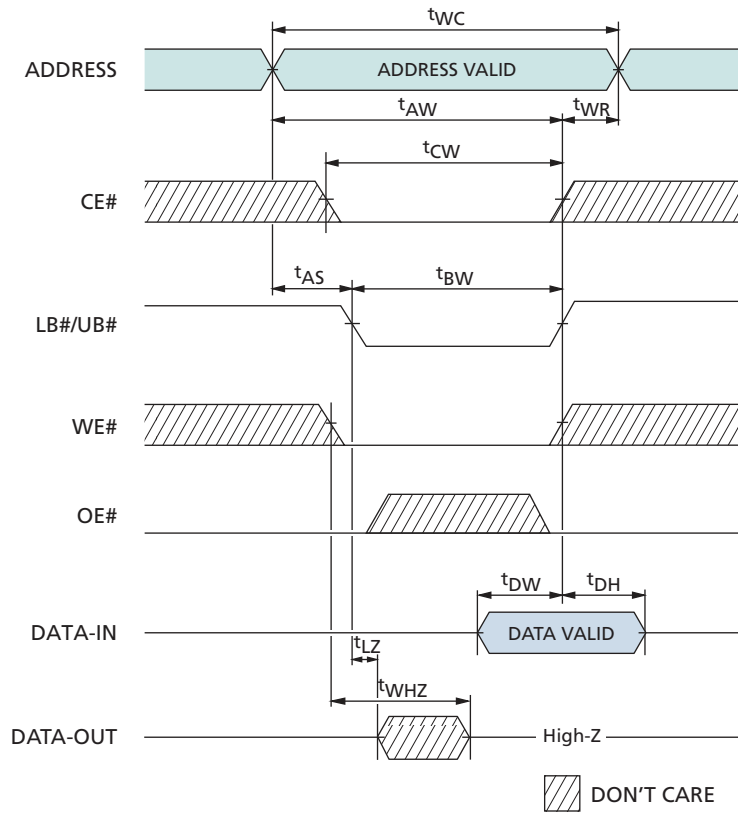 tWC
ADDRESS
ADDRESS VALID
tAW
tWR
tCW
CE#
tAS
tBW
LB#/UB#
WE#
OE#
tDW
tDH
DATA-IN
DATA VALID
tLZ
tWHZ
DATA-OUT
High-Z
DON'T CARE